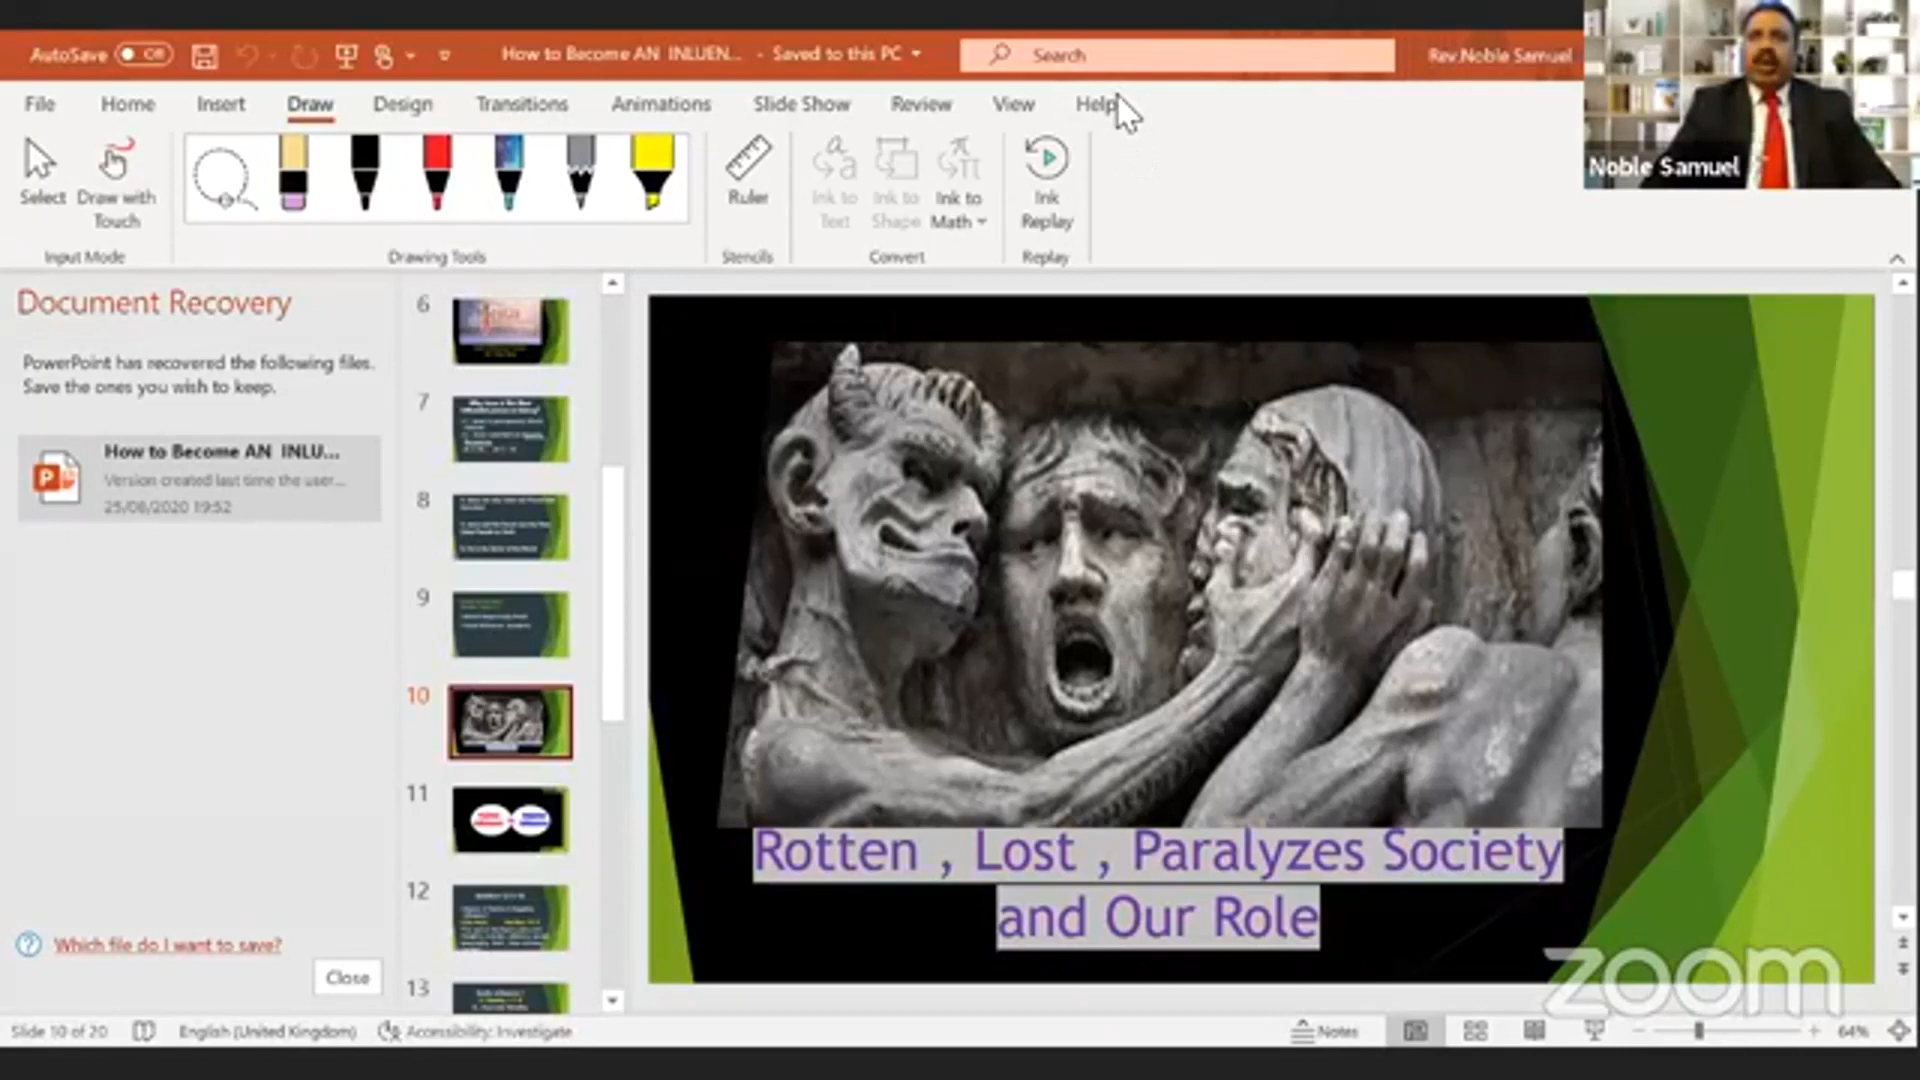 AutoSave Off
How to Become AN INLUEN... - Saved to this PC
Search
Rev.Noble Samuel
File Home Insert Draw Design Transitions Animations Slide Show Review View Help
Noble Samuel
Select
Draw with
Touch
Ruler
Ink to
Text
Ink to
Shape
Ink to
Math
Ink
Replay
Input Mode
Drawing Tools
Stencils
Convert
Replay
Document Recovery
PowerPoint has recovered the following files.
Save the ones you wish to keep.
How to Become AN INLU...
Version created last time the user...
25/08/2020 19:52
Which file do I want to save?
Close
6
7
8
9
10
11
12
13
Rotten , Lost , Paralyzes Society
and Our Role
zoom
Slide 10 of 20
English (United Kingdom)
Accessibility: Investigate
Notes
64%